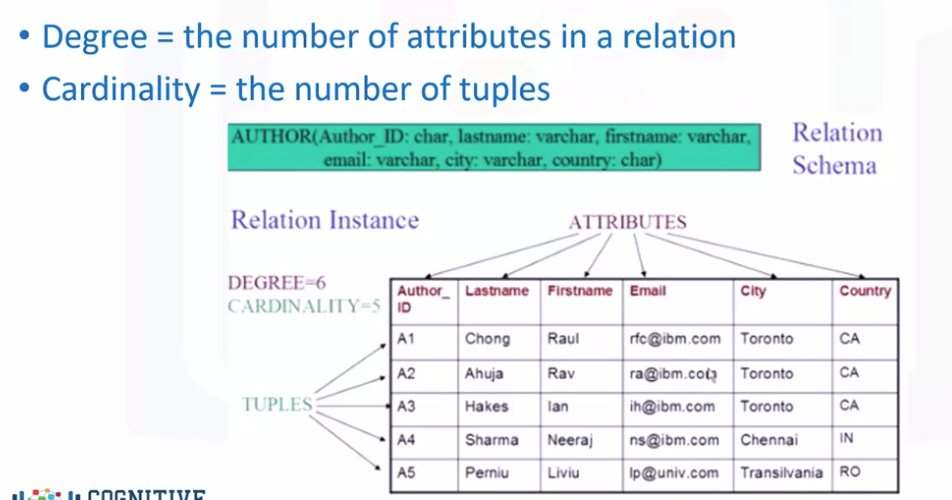 • Degree = the number of attributes in a relation
• Cardinality = the number of tuples
AUTHOR(Author_ID: char, lastname: varchar, firstname: varchar,
email: varchar, city: varchar, country: char)
Relation
Schema
Relation Instance
ATTRIBUTES
DEGREE=6
CARDINALITY=5
Author_
ID
Lastname Firstname Email City Country
A1 Chong Raul rfc@ibm.com Toronto CA
A2 Ahuja Rav ra@ibm.com Toronto CA
TUPLES
A3 Hakes Ian ih@ibm.com Toronto CA
A4 Sharma Neeraj ns@ibm.com Chennai IN
A5 Perniu Liviu lp@univ.com Transilvania RO
COGNITIVE